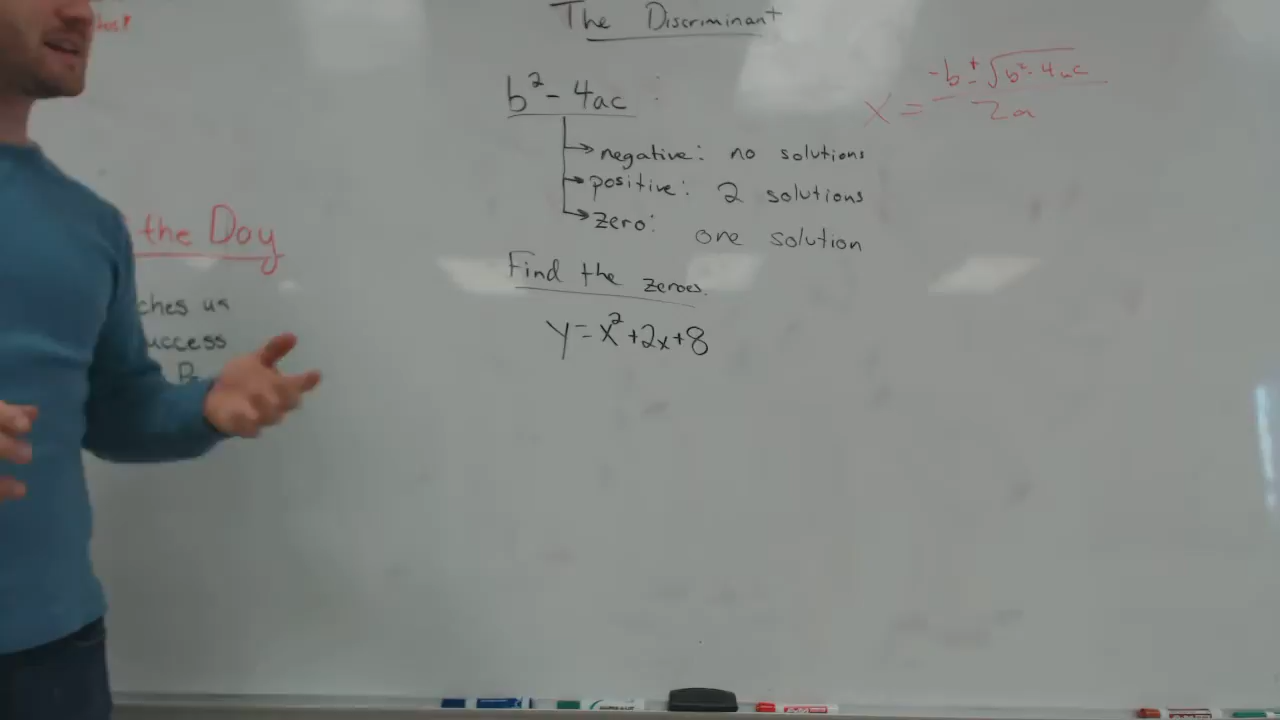 The Discriminant
b² - 4ac :
negative: no solutions
positive: 2 solutions
zero: one solution
Find the zeroes.
y = x² + 2x + 8
x = -b ± √b² - 4ac
2a
the Day
ches us
uccess